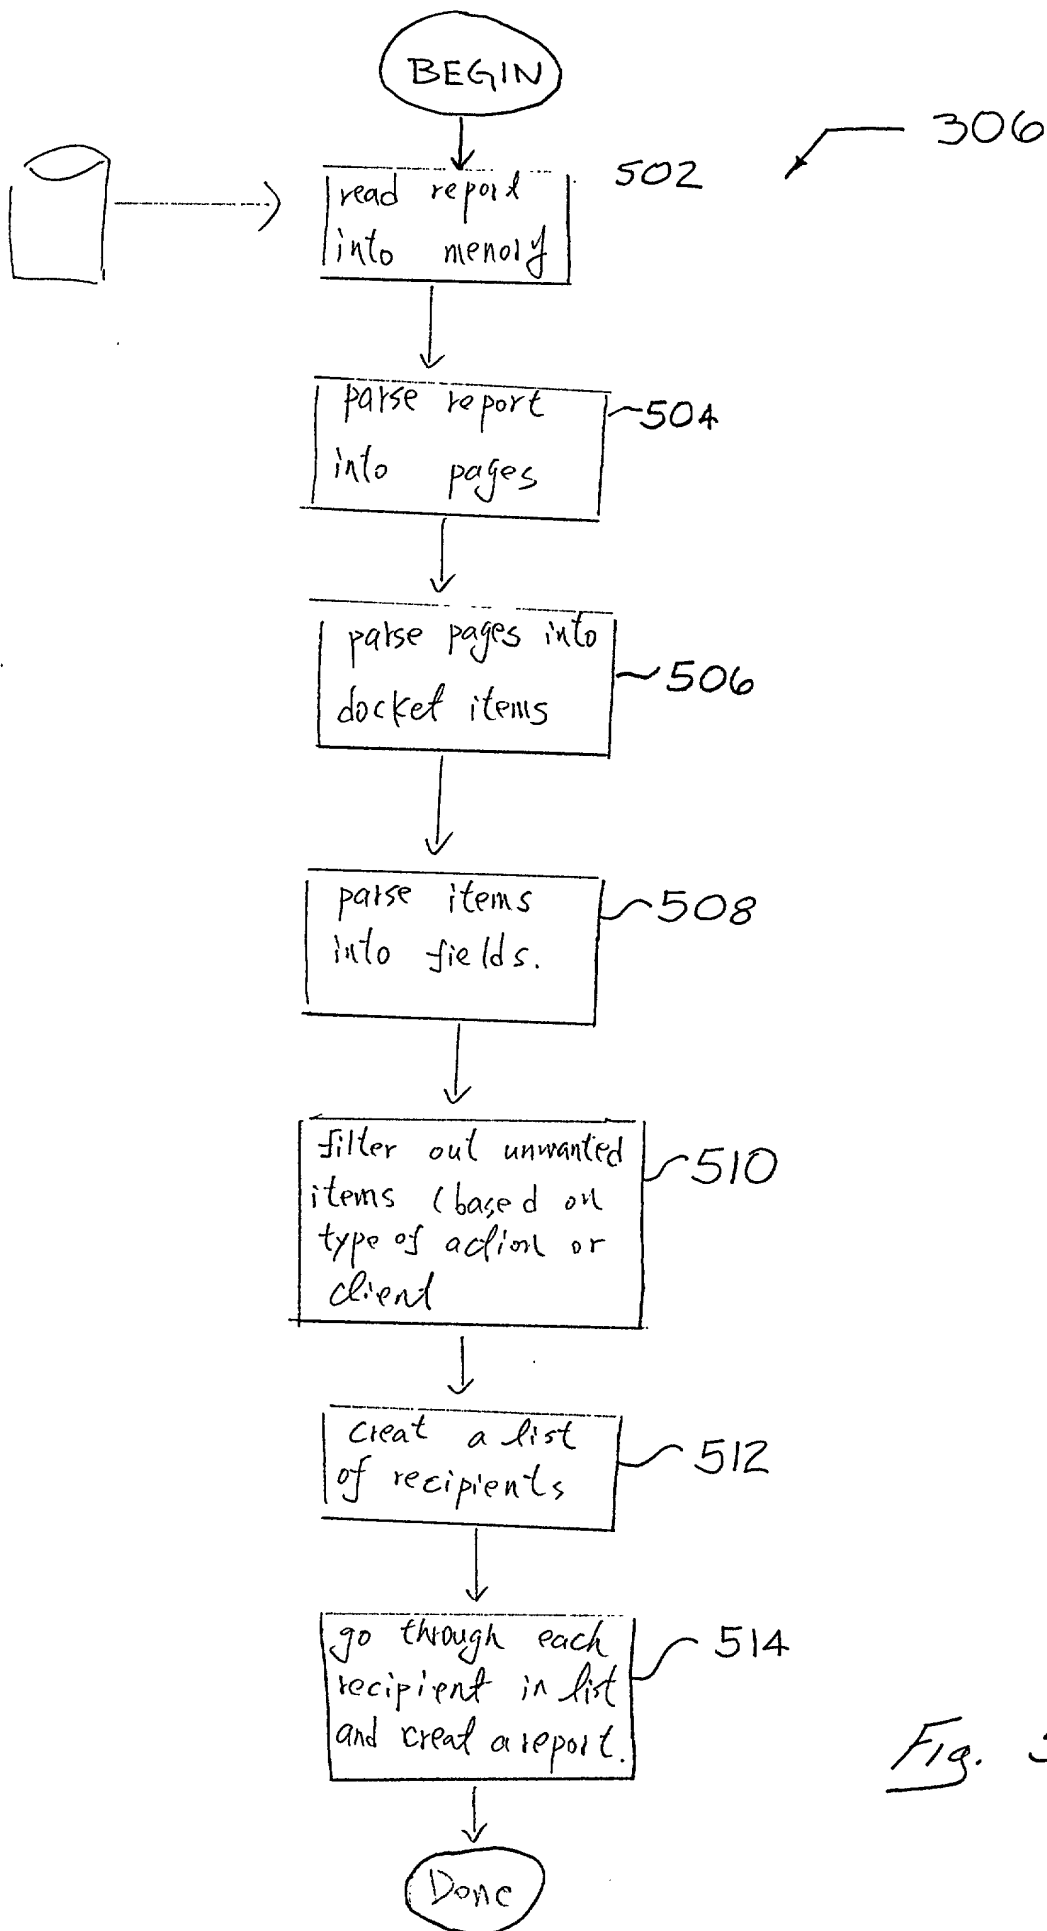 BEGIN
306
502
read report
into menory
parse report
into pages
504
parse pages into
docket items
506
parse items
into fields.
508
filter out unwanted
items (based on
type of action or
client
510
creat a list
of recipients
512
go through each
recipient in list
and creat a report.
514
Fig.
Done